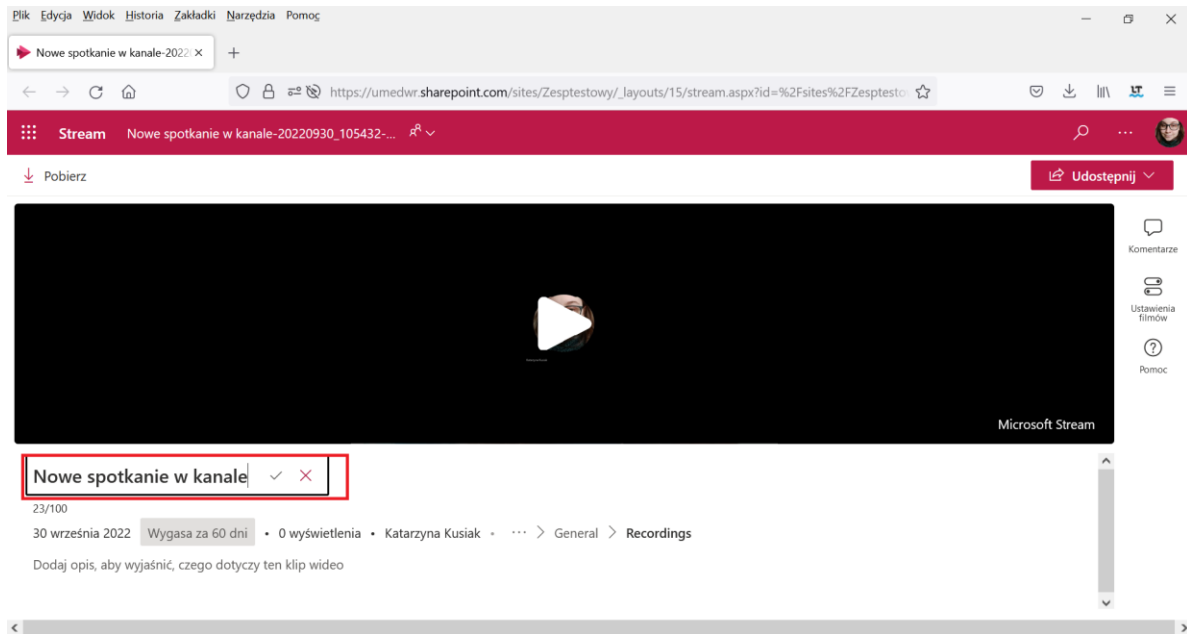 Plik Edycja Widok Historia Zakładki Narzędzia Pomoc
Nowe spotkanie w kanale-2022
https://umedwr.sharepoint.com/sites/Zesptestowy/_layouts/15/stream.aspx?id=%2Fsites%2FZesptesto
Stream Nowe spotkanie w kanale-20220930_105432-...
Pobierz
Udostępnij
Komentarze
Ustawienia
filmów
Pomoc
Microsoft Stream
Nowe spotkanie w kanale
23/100
30 września 2022 Wygasa za 60 dni • 0 wyświetlenia • Katarzyna Kusiak • ... > General > Recordings
Dodaj opis, aby wyjaśnić, czego dotyczy ten klip wideo